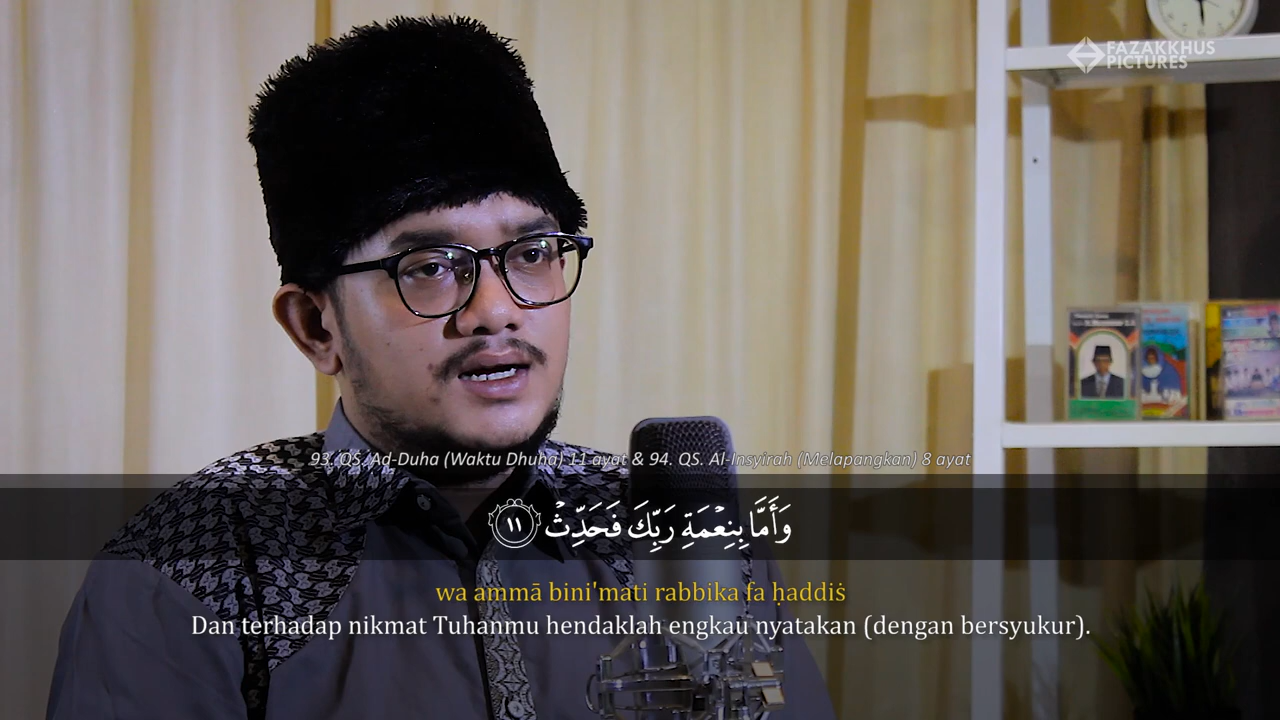 FAZAKKHUS
PICTURES
93. QS. Ad-Duha (Waktu Dhuha) 11 ayat & 94. QS. Al-Insyirah (Melapangkan) 8 ayat
وَأَمَّا بِنِعْمَةِ رَبِّكَ فَحَدِّثْ ١١
wa ammā bini'mati rabbika fa ḥaddiṡ
Dan terhadap nikmat Tuhanmu hendaklah engkau nyatakan (dengan bersyukur).